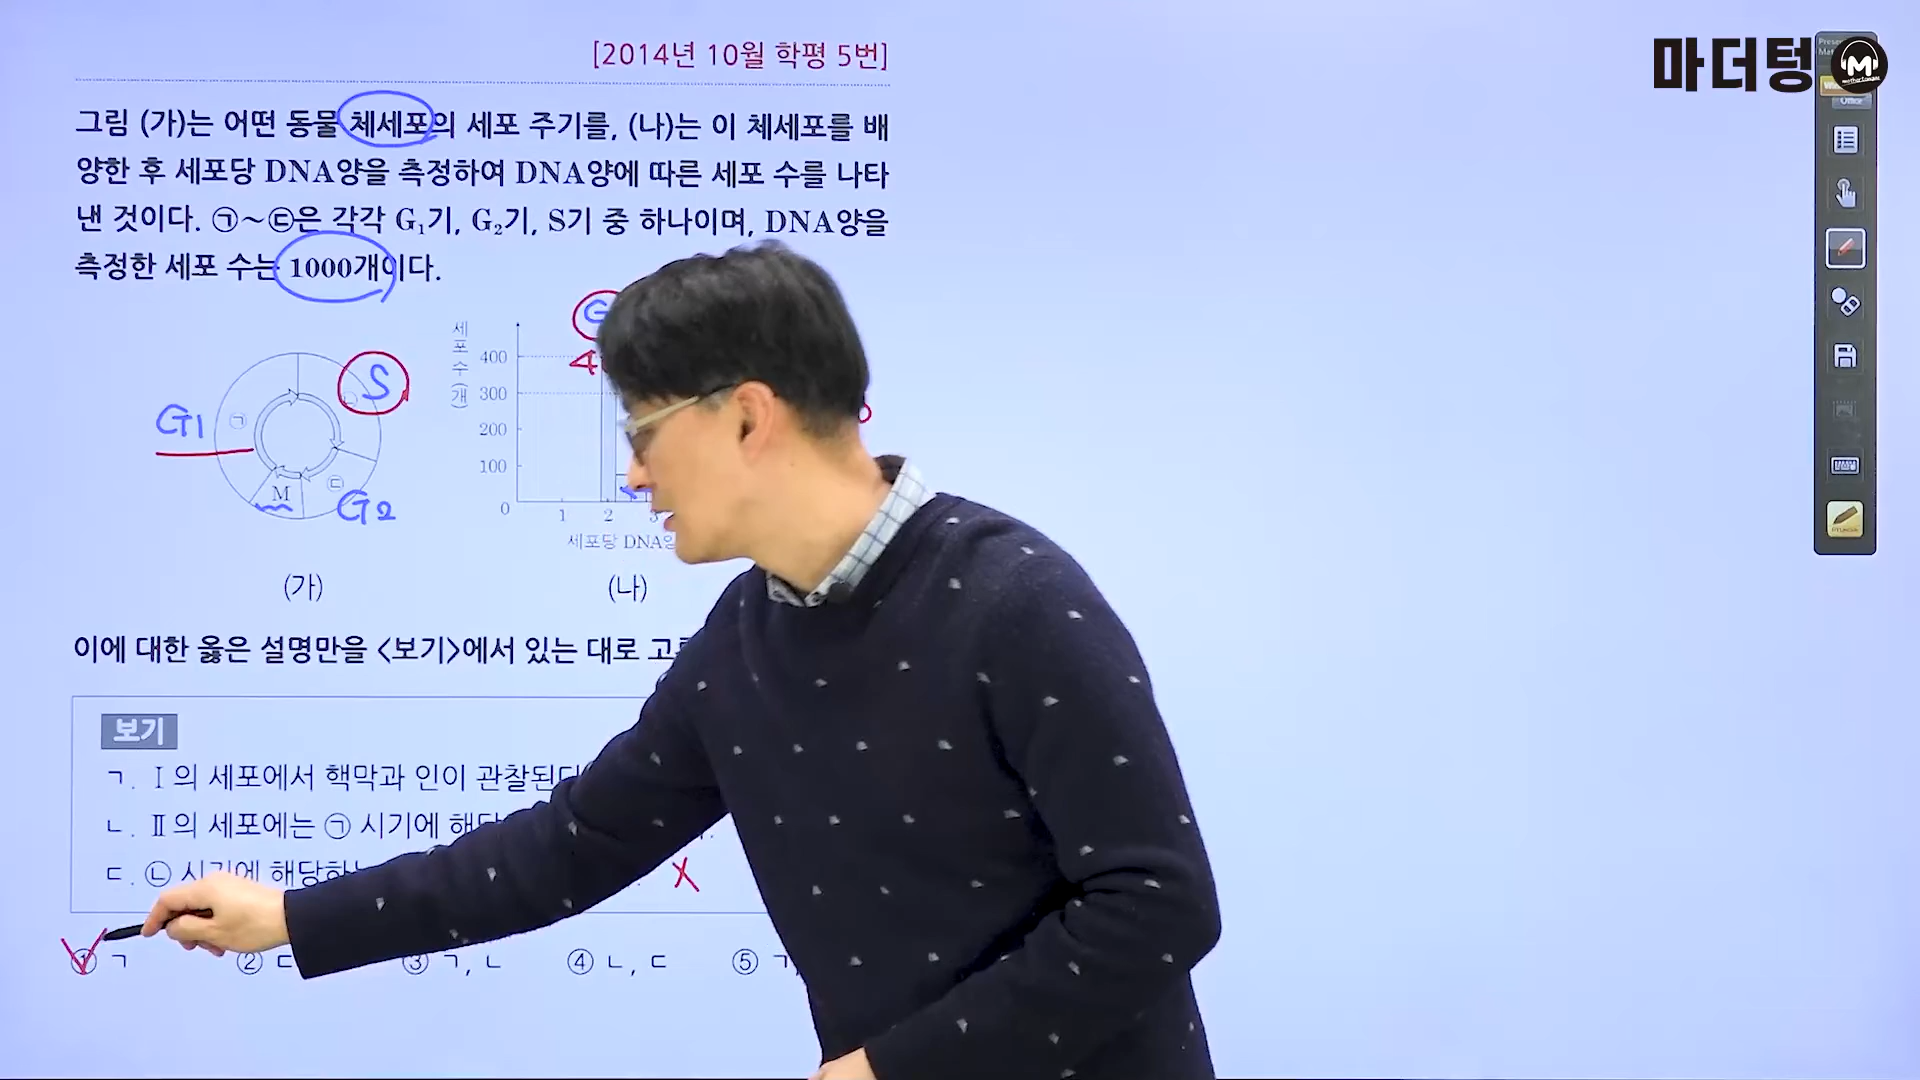 [2014년 10월 학평 5번]
마더텅
그림 (가)는 어떤 동물 체세포의 세포 주기를, (나)는 이 체세포를 배
양한 후 세포당 DNA양을 측정하여 DNA양에 따른 세포 수를 나타
낸 것이다. ㉠~㉢은 각각 G₁기, G₂기, S기 중 하나이며, DNA양을
측정한 세포 수는 1000개이다.
S
G1
㉠
㉢
M
G2
(가)
세포수(개)
400
300
200
100
0
1 2 3
세포당 DNA
(나)
이에 대한 옳은 설명만을 <보기>에서 있는 대로
보기
ㄱ. Ⅰ의 세포에서 핵막과 인이
ㄴ. Ⅱ의 세포에는 ㉠ 시기에
ㄷ. ㉡ 시기에 X
① ㄱ ② ㄷ ③ ㄱ, ㄴ ④ ㄴ, ㄷ ⑤